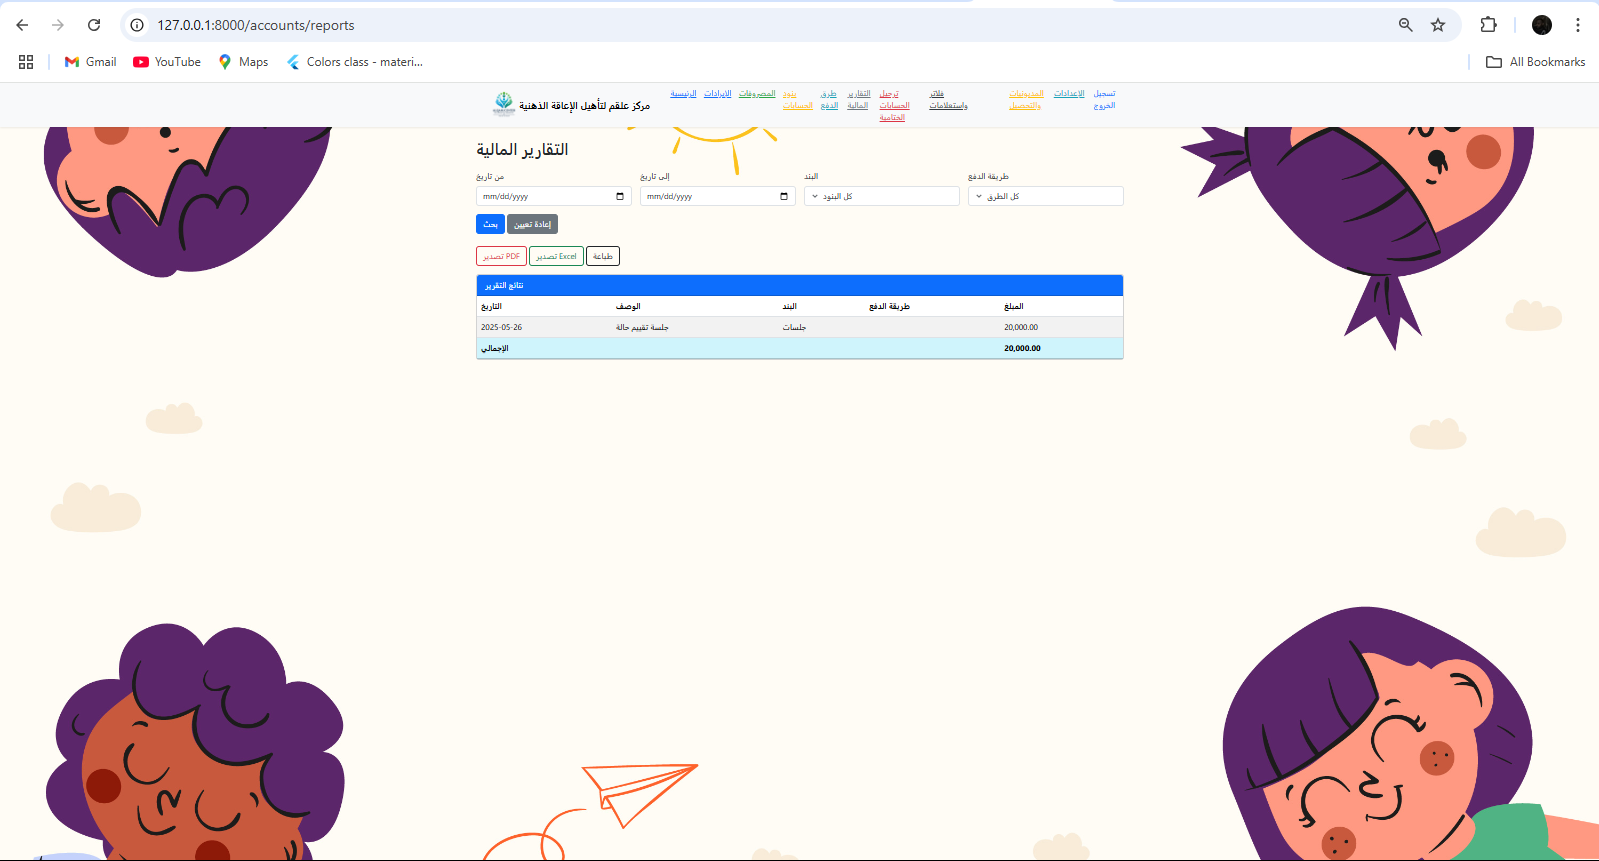 127.0.0.1:8000/accounts/reports
Gmail YouTube Maps Colors class - materi... All Bookmarks
مركز علقم لتأهيل الإعاقة الذهنية
الرئيسية
الايرادات
المصروفات
بنود الحسابات
طرق الدفع
التقارير المالية
ترحيل الحسابات الختامية
فلاتر واستعلامات
المديونيات والتحصيل
الاعدادات
تسجيل الخروج
التقارير المالية
من تاريخ إلى تاريخ البند طريقة الدفع
mm/dd/yyyy mm/dd/yyyy كل البنود كل الطرق
بحث إعادة تعيين
تصدير PDF تصدير Excel طباعة
نتائج التقرير
التاريخ الوصف البند طريقة الدفع المبلغ
2025-05-26 جلسة تقييم حالة جلسات 20,000.00
الإجمالي 20,000.00